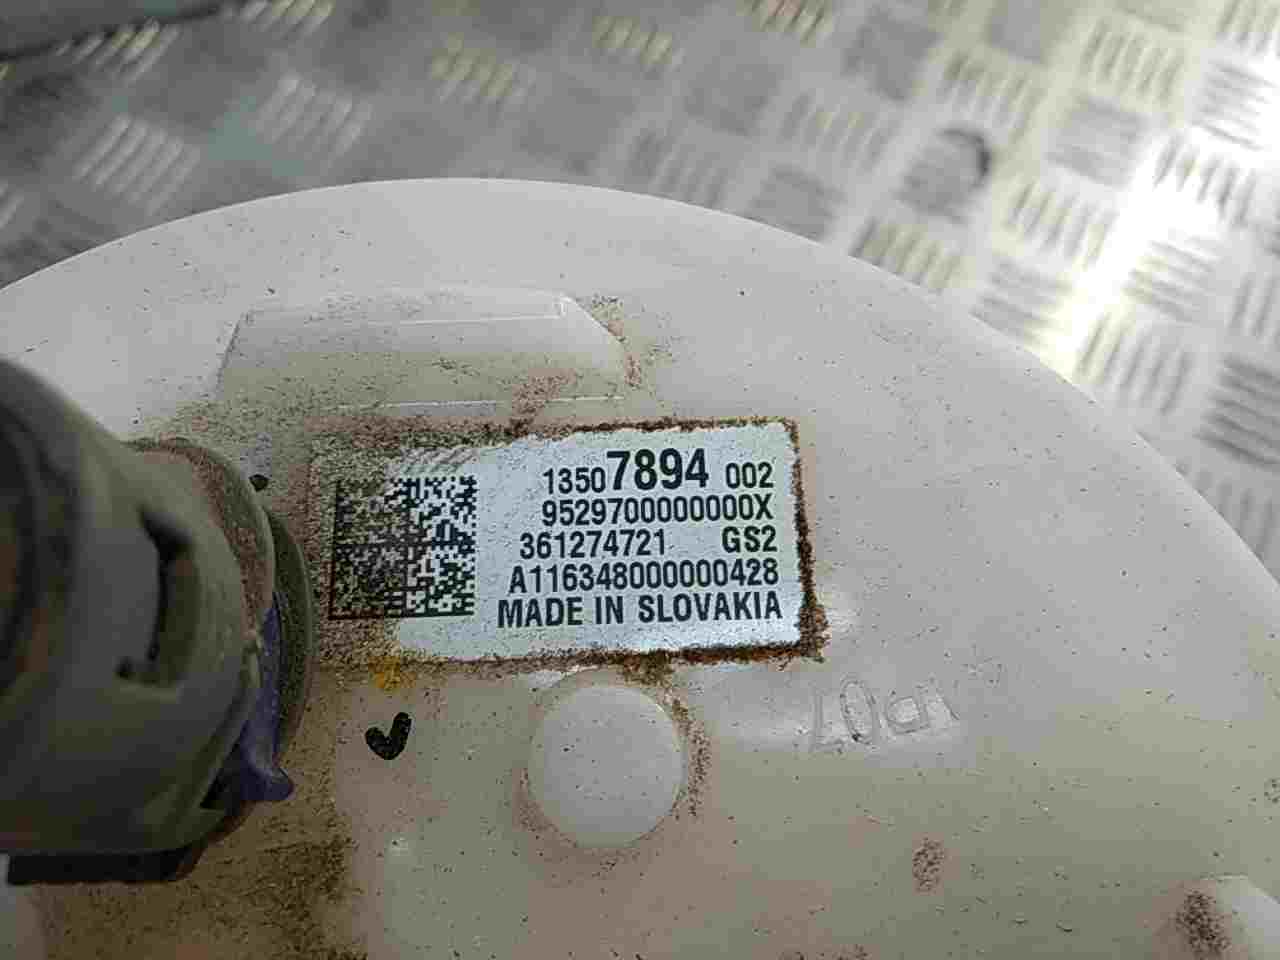 13507894 002
9529700000000X
361274721 GS2
A116348000000428
MADE IN SLOVAKIA